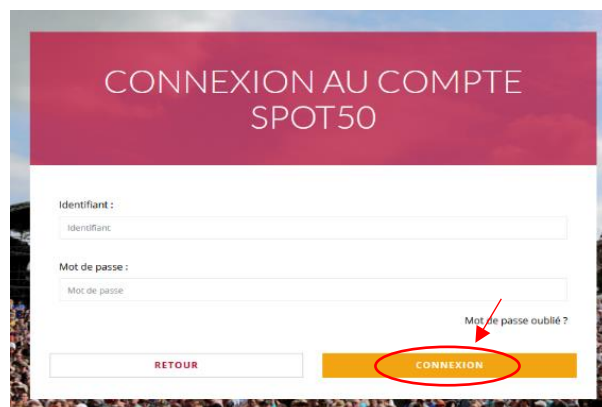 CONNEXION AU COMPTE
SPOT50
Identifiant :
Identifiant
Mot de passe :
Mot de passe
Mot de passe oublié ?
RETOUR
CONNEXION